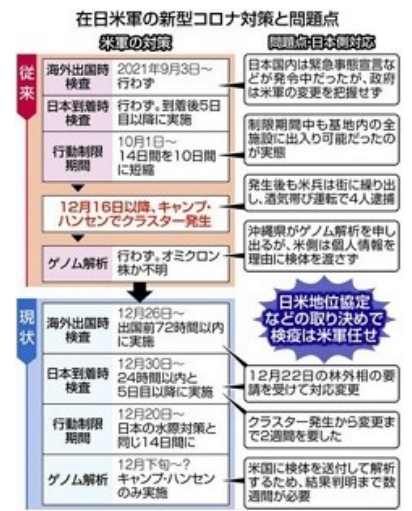 在日米軍の新型コロナ対策と問題点
米軍の対策
問題点・日本側対応
従来
海外出国時
検査
2021年9月3日～
行わず
日本国内は緊急事態宣言な
どが発令中だったが、政府
は米軍の変更を把握せず
日本到着時
検査
行わず。到着後5日
目以降に実施
行動制限
期間
10月1日～
14日間を10日間
に短縮
制限期間中も基地内の全
施設に出入り可能だったの
が実態
12月16日以降、キャンプ・
ハンセンでクラスター発生
発生後も米兵は街に繰り出
し、酒気帯び運転で4人逮捕
ゲノム解析
行わず。オミクロン
株か不明
沖縄県がゲノム解析を申し
出るが、米側は個人情報を
理由に検体を渡さず
現状
日米地位協定
などの取り決めで
検疫は米軍任せ
海外出国時
検査
12月26日～
出国前72時間以内
に実施
日本到着時
検査
12月30日～
24時間以内と
5日目以降に実施
12月22日の林外相の要
請を受けて対応変更
行動制限
期間
12月20日～
日本の水際対策と
同じ14日間に
クラスター発生から変更ま
で2週間を要した
ゲノム解析
12月下旬～?
キャンプ・ハンセン
のみ実施
米国に検体を送付して解析
するため、結果判明まで数
週間が必要